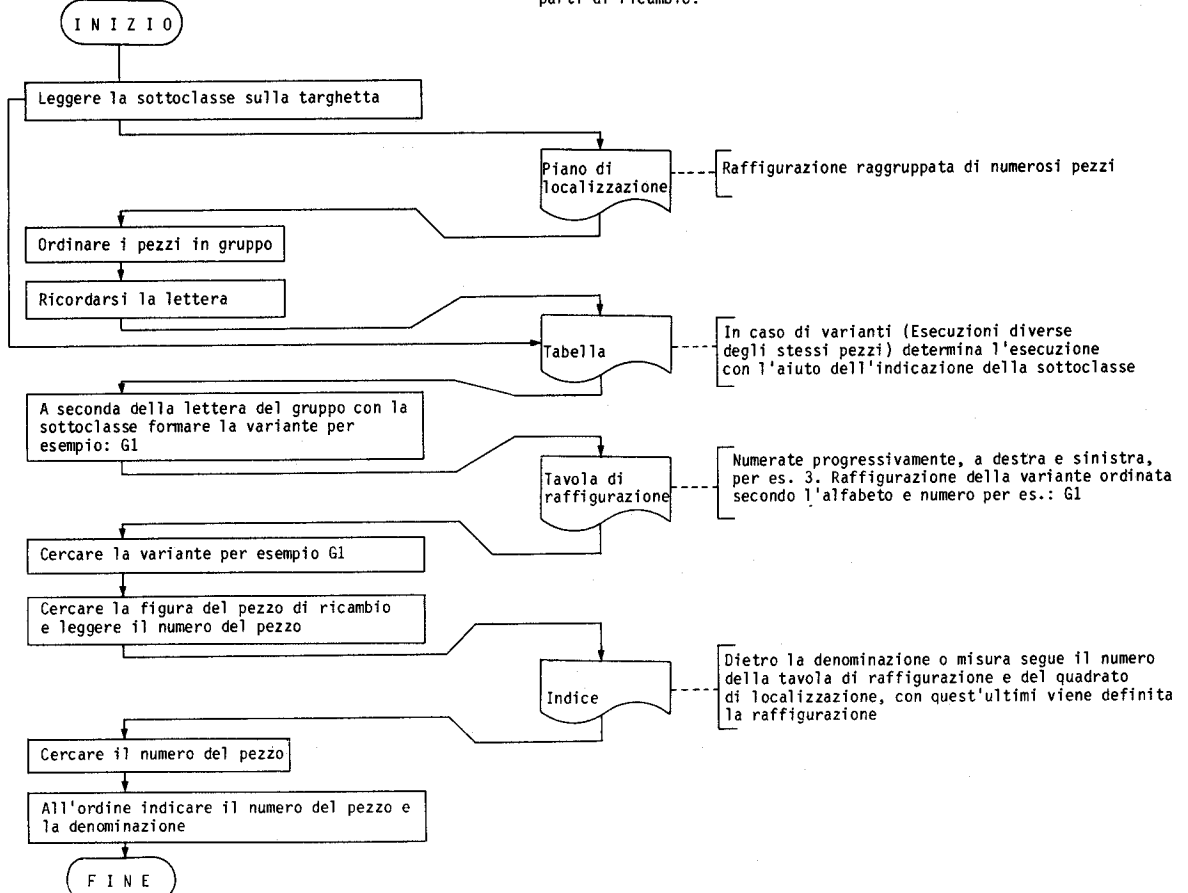 parti di ricambio.
I N I Z I O
Leggere la sottoclasse sulla targhetta
Piano di
localizzazione
Raffigurazione raggruppata di numerosi pezzi
Ordinare i pezzi in gruppo
Ricordarsi la lettera
Tabella
In caso di varianti (Esecuzioni diverse
degli stessi pezzi) determina l'esecuzione
con l'aiuto dell'indicazione della sottoclasse
A seconda della lettera del gruppo con la
sottoclasse formare la variante per
esempio: G1
Tavola di
raffigurazione
Numerate progressivamente, a destra e sinistra,
per es. 3. Raffigurazione della variante ordinata
secondo l'alfabeto e numero per es.: G1
Cercare la variante per esempio G1
Cercare la figura del pezzo di ricambio
e leggere il numero del pezzo
Indice
Dietro la denominazione o misura segue il numero
della tavola di raffigurazione e del quadrato
di localizzazione, con quest'ultimi viene definita
la raffigurazione
Cercare il numero del pezzo
All'ordine indicare il numero del pezzo e
la denominazione
F I N E